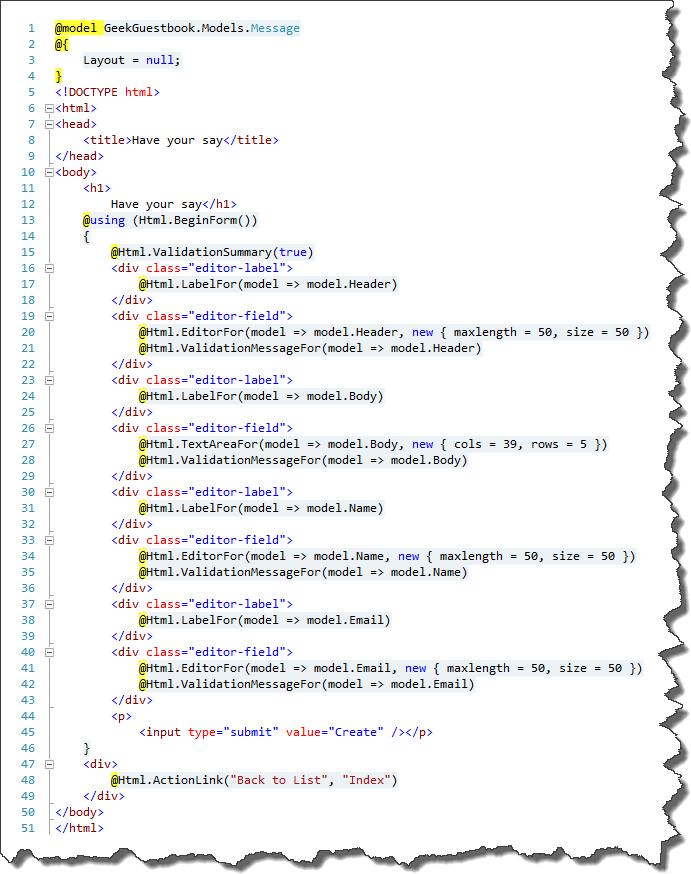 1 @model GeekGuestbook.Models.Message
2 @{
3     Layout = null;
4 }
5 <!DOCTYPE html>
6 <html>
7 <head>
8     <title>Have your say</title>
9 </head>
10 <body>
11     <h1>
12         Have your say</h1>
13     @using (Html.BeginForm())
14     {
15         @Html.ValidationSummary(true)
16         <div class="editor-label">
17             @Html.LabelFor(model => model.Header)
18         </div>
19         <div class="editor-field">
20             @Html.EditorFor(model => model.Header, new { maxlength = 50, size = 50 })
21             @Html.ValidationMessageFor(model => model.Header)
22         </div>
23         <div class="editor-label">
24             @Html.LabelFor(model => model.Body)
25         </div>
26         <div class="editor-field">
27             @Html.TextAreaFor(model => model.Body, new { cols = 39, rows = 5 })
28             @Html.ValidationMessageFor(model => model.Body)
29         </div>
30         <div class="editor-label">
31             @Html.LabelFor(model => model.Name)
32         </div>
33         <div class="editor-field">
34             @Html.EditorFor(model => model.Name, new { maxlength = 50, size = 50 })
35             @Html.ValidationMessageFor(model => model.Name)
36         </div>
37         <div class="editor-label">
38             @Html.LabelFor(model => model.Email)
39         </div>
40         <div class="editor-field">
41             @Html.EditorFor(model => model.Email, new { maxlength = 50, size = 50 })
42             @Html.ValidationMessageFor(model => model.Email)
43         </div>
44         <p>
45             <input type="submit" value="Create" /></p>
46     }
47     <div>
48         @Html.ActionLink("Back to List", "Index")
49     </div>
50 </body>
51 </html>